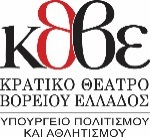 κθβε
ΚΡΑΤΙΚΟ ΘΕΑΤΡΟ
ΒΟΡΕΙΟΥ ΕΛΛΑΔΟΣ
ΥΠΟΥΡΓΕΙΟ ΠΟΛΙΤΙΣΜΟΥ
ΚΑΙ ΑΘΛΗΤΙΣΜΟΥ